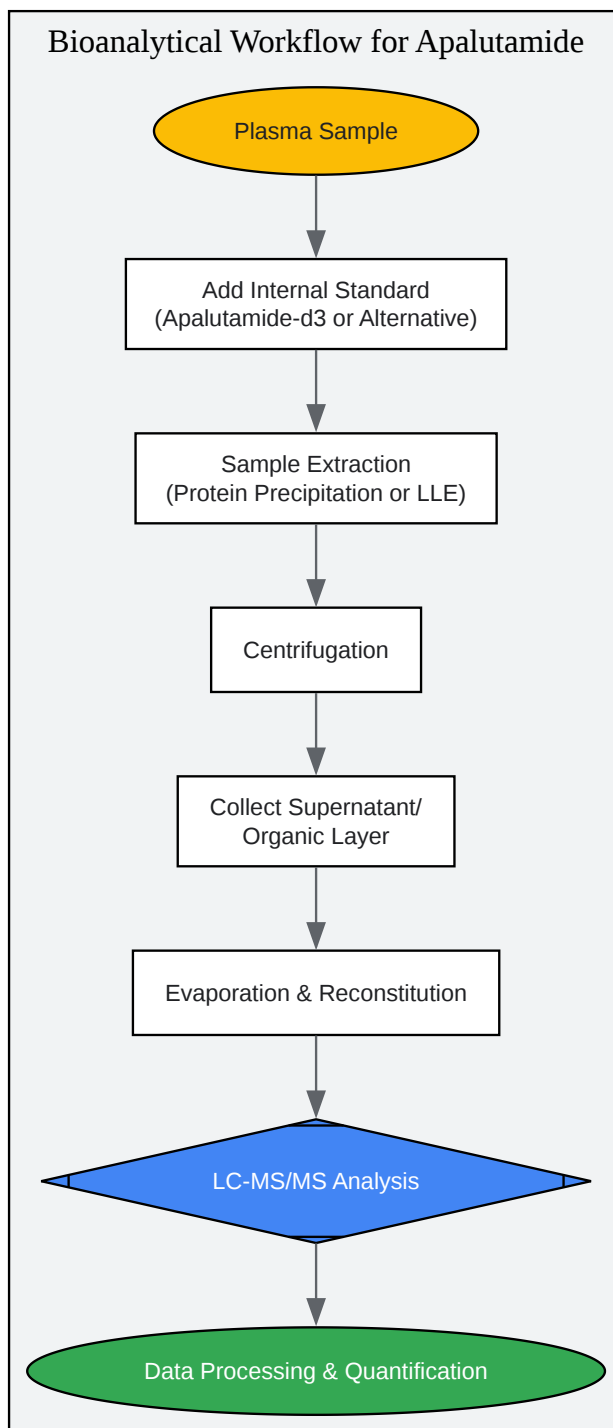 Bioanalytical Workflow for Apalutamide
Plasma Sample
Add Internal Standard
(Apalutamide-d3 or Alternative)
Sample Extraction
(Protein Precipitation or LLE)
Centrifugation
Collect Supernatant/
Organic Layer
Evaporation & Reconstitution
LC-MS/MS Analysis
Data Processing & Quantification